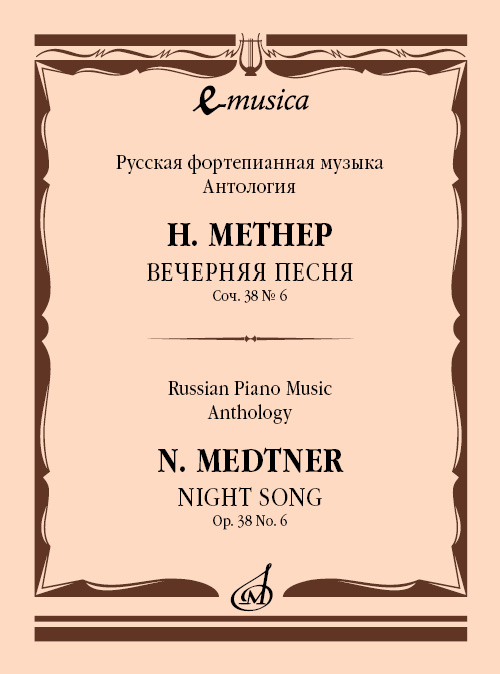 e-musica
Русская фортепианная музыка
Антология
Н. МЕТНЕР
ВЕЧЕРНЯЯ ПЕСНЯ
Соч. 38 № 6
Russian Piano Music
Anthology
N. MEDTNER
NIGHT SONG
Op. 38 No. 6